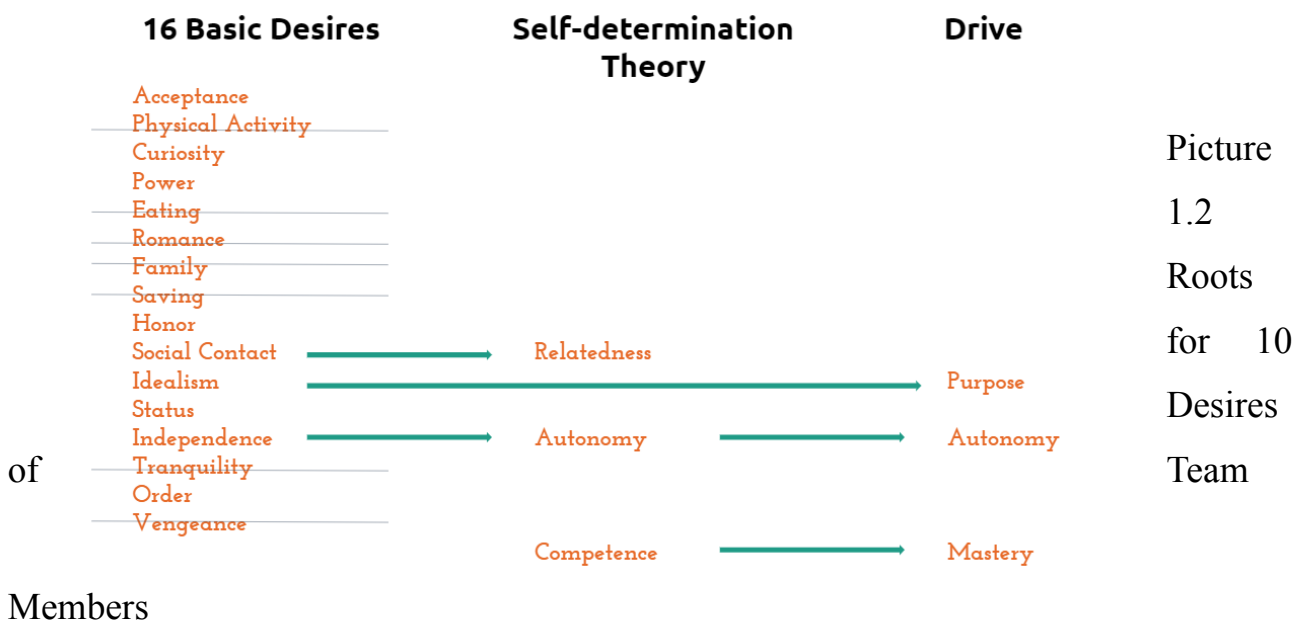 16 Basic Desires
Self-determination
Theory
Drive
Acceptance
Physical Activity
Curiosity
Power
Eating
Romance
Family
Saving
Honor
Social Contact
Relatedness
Idealism
Purpose
Status
Independence
Autonomy
Autonomy
Tranquility
Order
Vengeance
Competence
Mastery
Picture
1.2
Roots
for 10
Desires
of Team
Members